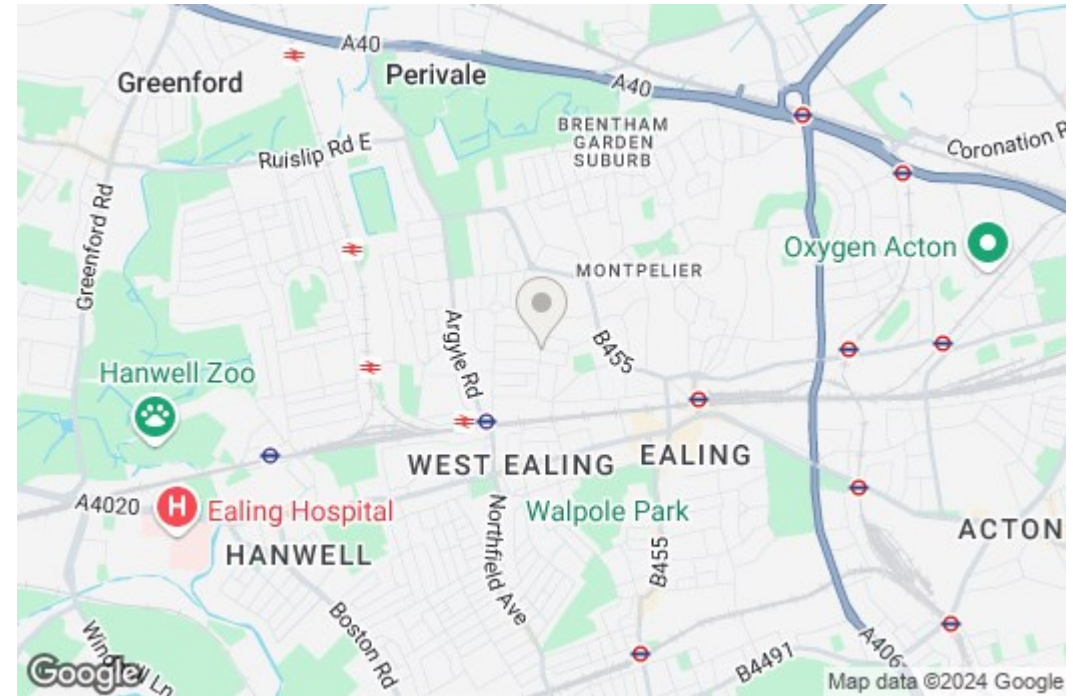 A40
Greenford
Perivale
A40
BRENTHAM
GARDEN
SUBURB
Coronation R
Ruislip Rd E
Greenford Rd
Oxygen Acton
MONTPELIER
Argyle Rd
B455
Hanwell Zoo
WEST EALING
EALING
A4020
H
Ealing Hospital
Walpole Park
Northfield Ave
ACTON
HANWELL
B455
Boston Rd
A406
B4491
Ln
Google
Map data ©2024 Google